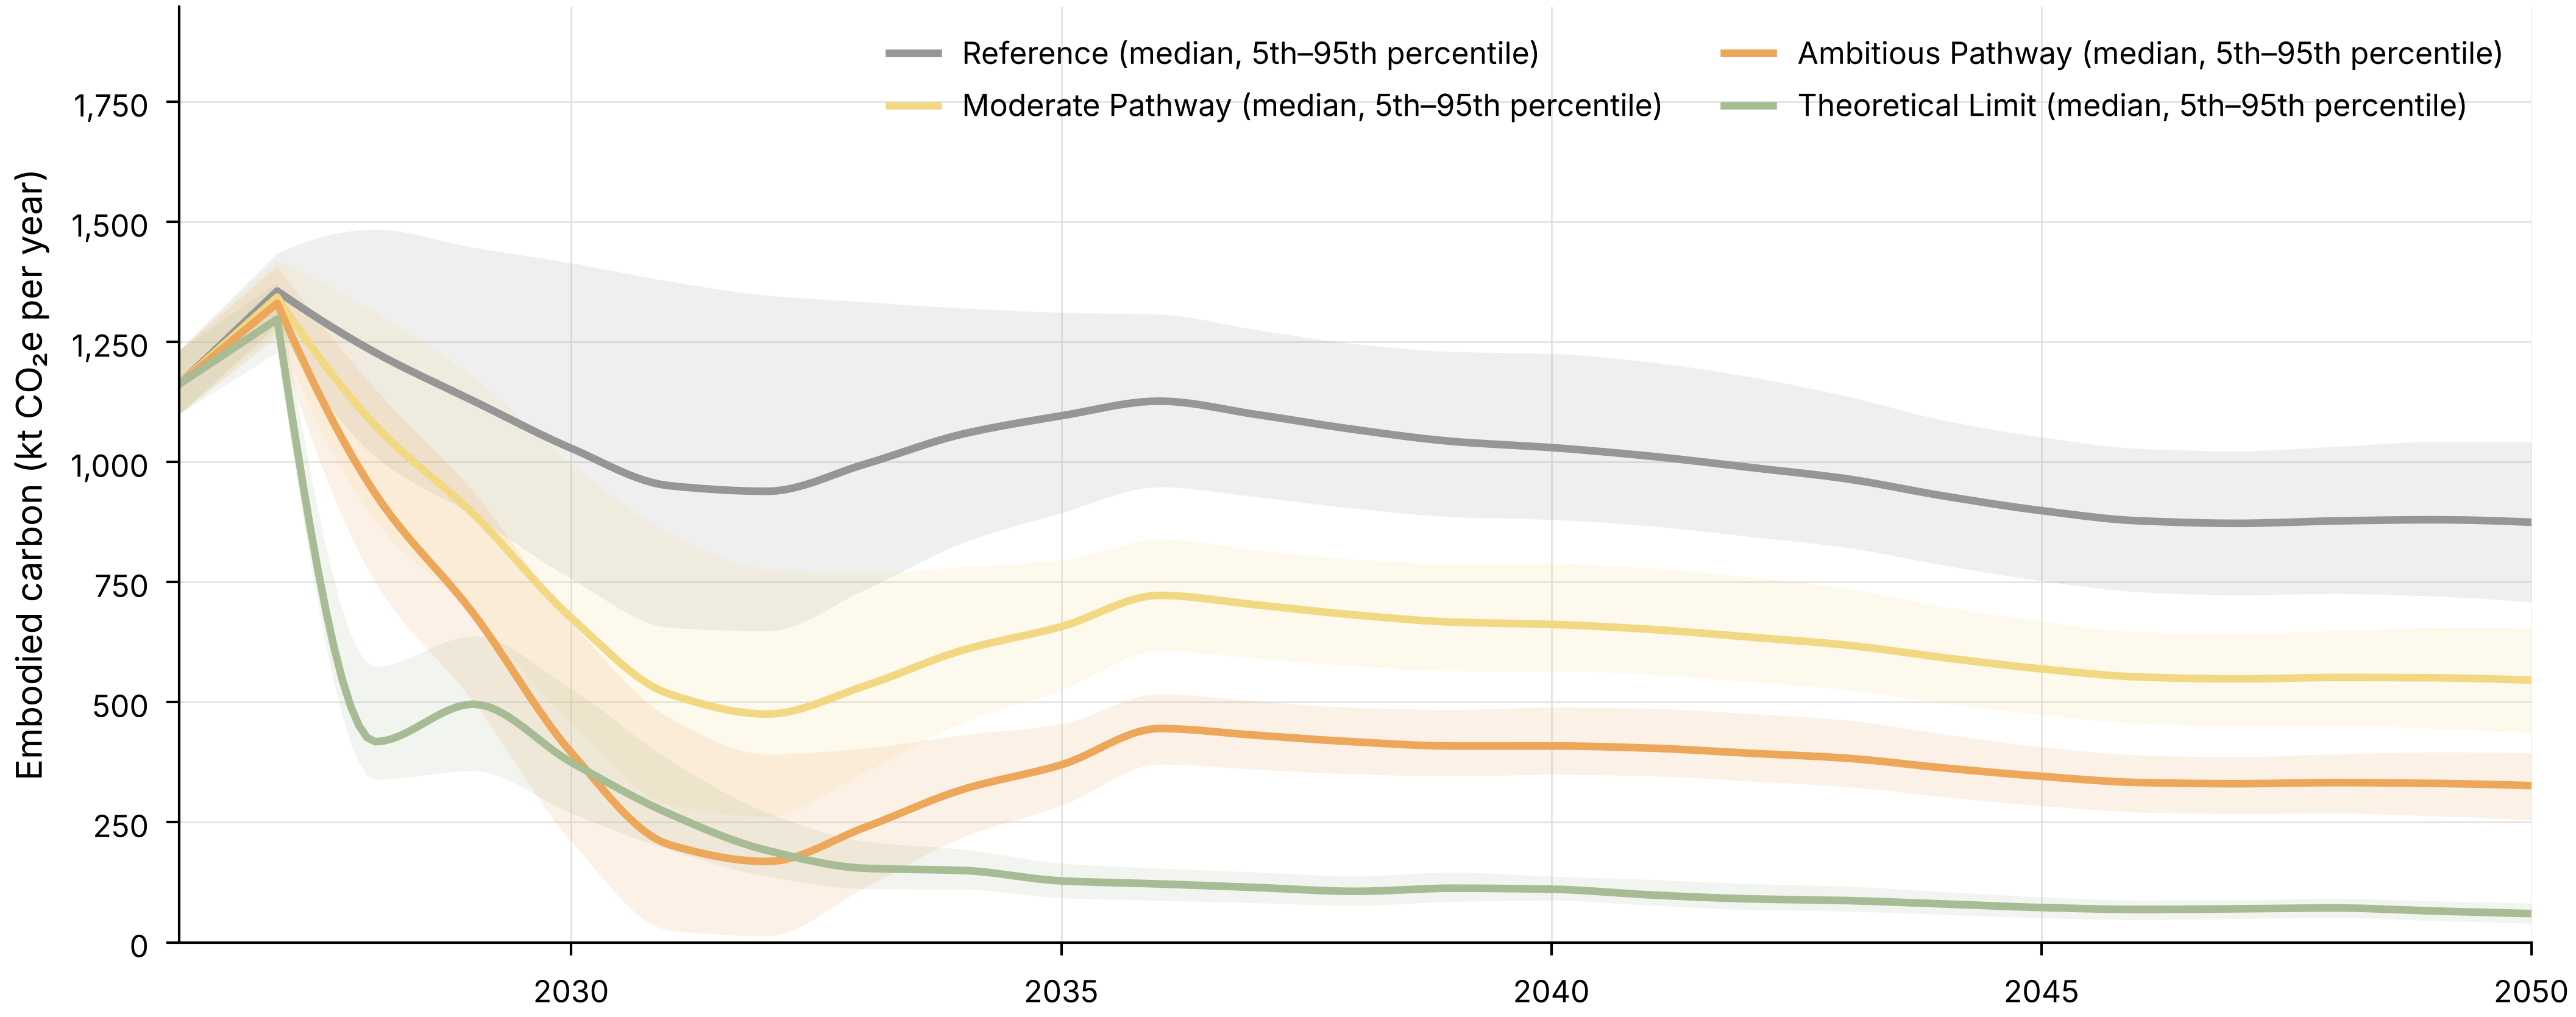 Reference (median, 5th–95th percentile)
Moderate Pathway (median, 5th–95th percentile)
Ambitious Pathway (median, 5th–95th percentile)
Theoretical Limit (median, 5th–95th percentile)
Embodied carbon (kt CO₂e per year)
1,750
1,500
1,250
1,000
750
500
250
0
2030
2035
2040
2045
2050